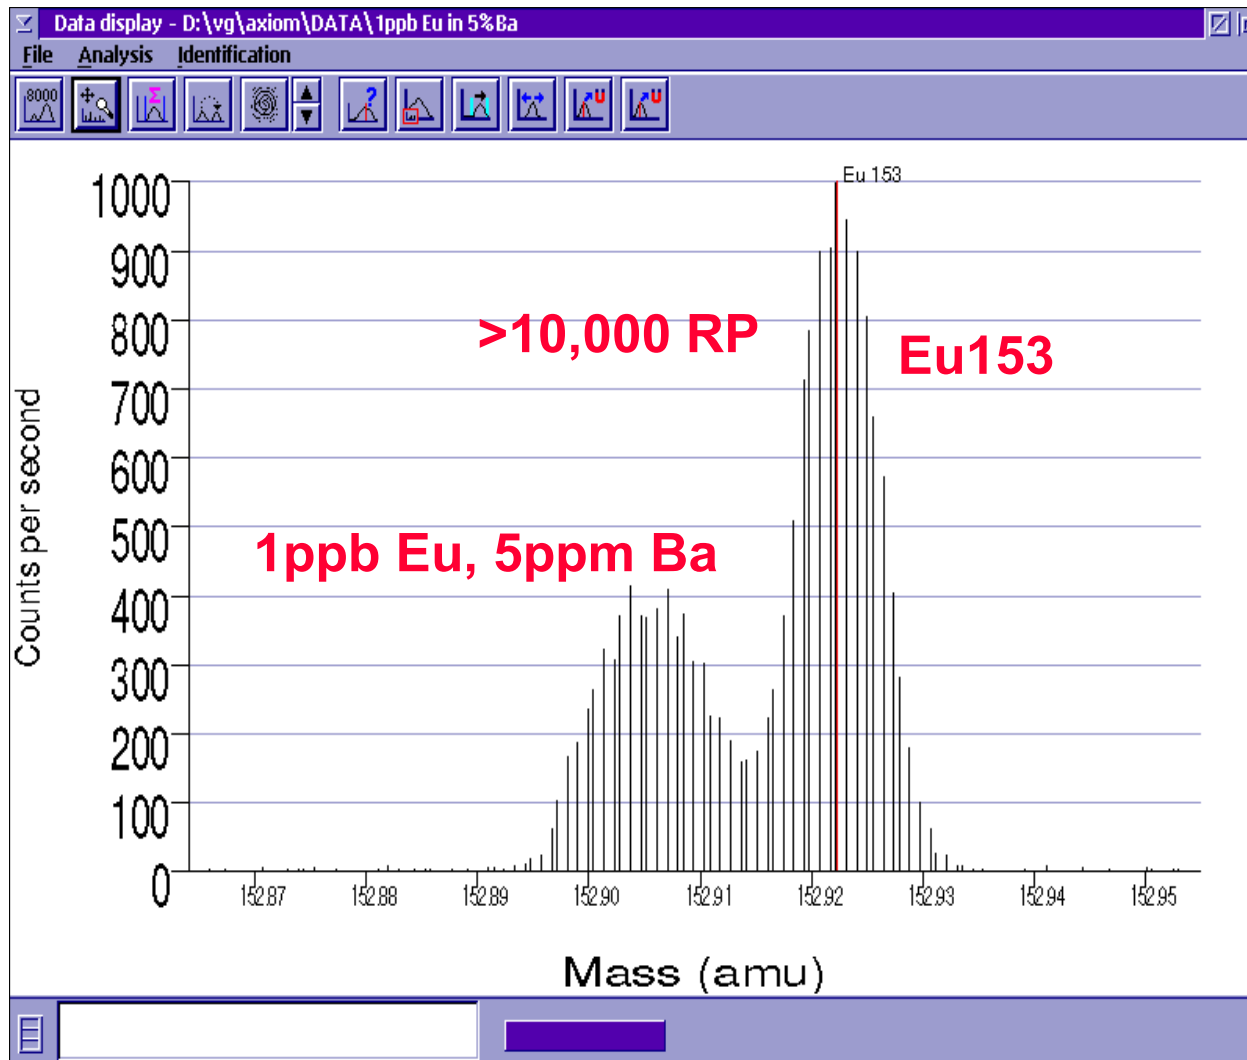 Data display - D:\vg\axiom\DATA\1ppb Eu in 5%Ba
File Analysis Identification
8000
Σ
?
U
U
Eu 153
1000
900
800
700
600
500
400
300
200
100
0
>10,000 RP
Eu153
1ppb Eu, 5ppm Ba
Counts per second
152.87 152.88 152.89 152.90 152.91 152.92 152.93 152.94 152.95
Mass (amu)